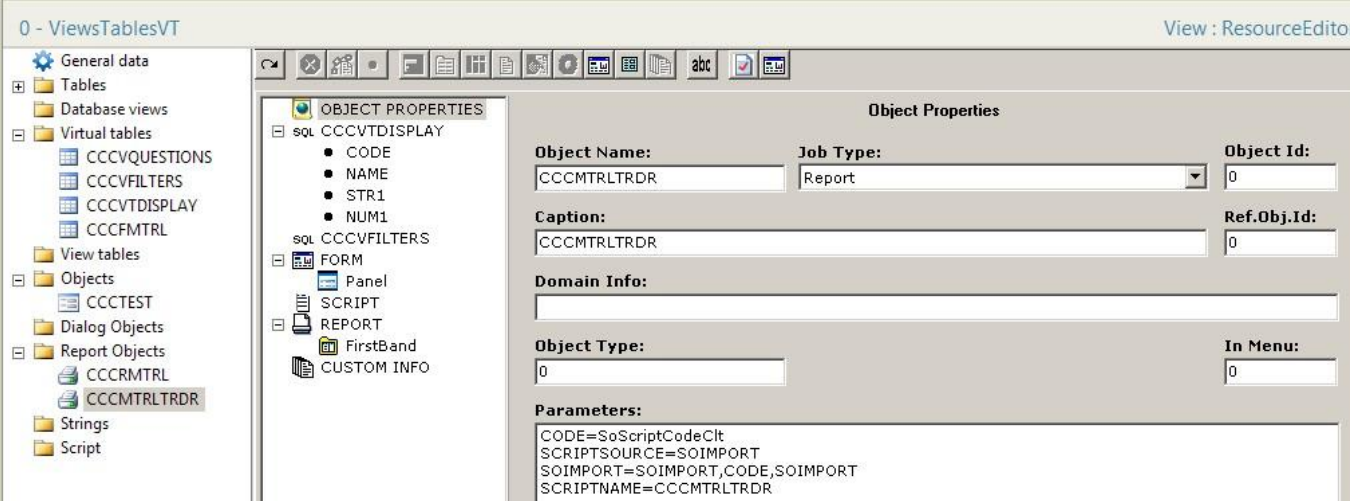 0 - ViewsTablesVT
View : ResourceEdito
General data
Tables
Database views
Virtual tables
CCCVQUESTIONS
CCCVFILTERS
CCCVTDISPLAY
CCCFMTRL
View tables
Objects
CCCTEST
Dialog Objects
Report Objects
CCCRMTRL
CCCMTRLTRDR
Strings
Script
abc
OBJECT PROPERTIES
SQL CCCVTDISPLAY
CODE
NAME
STR1
NUM1
SQL CCCVFILTERS
FORM
Panel
SCRIPT
REPORT
FirstBand
CUSTOM INFO
Object Properties
Object Name:
Job Type:
Object Id:
CCCMTRLTRDR
Report
0
Caption:
Ref.Obj.Id:
CCCMTRLTRDR
0
Domain Info:
Object Type:
In Menu:
0
0
Parameters:
CODE=SoScriptCodeClt
SCRIPTSOURCE=SOIMPORT
SOIMPORT=SOIMPORT,CODE,SOIMPORT
SCRIPTNAME=CCCMTRLTRDR